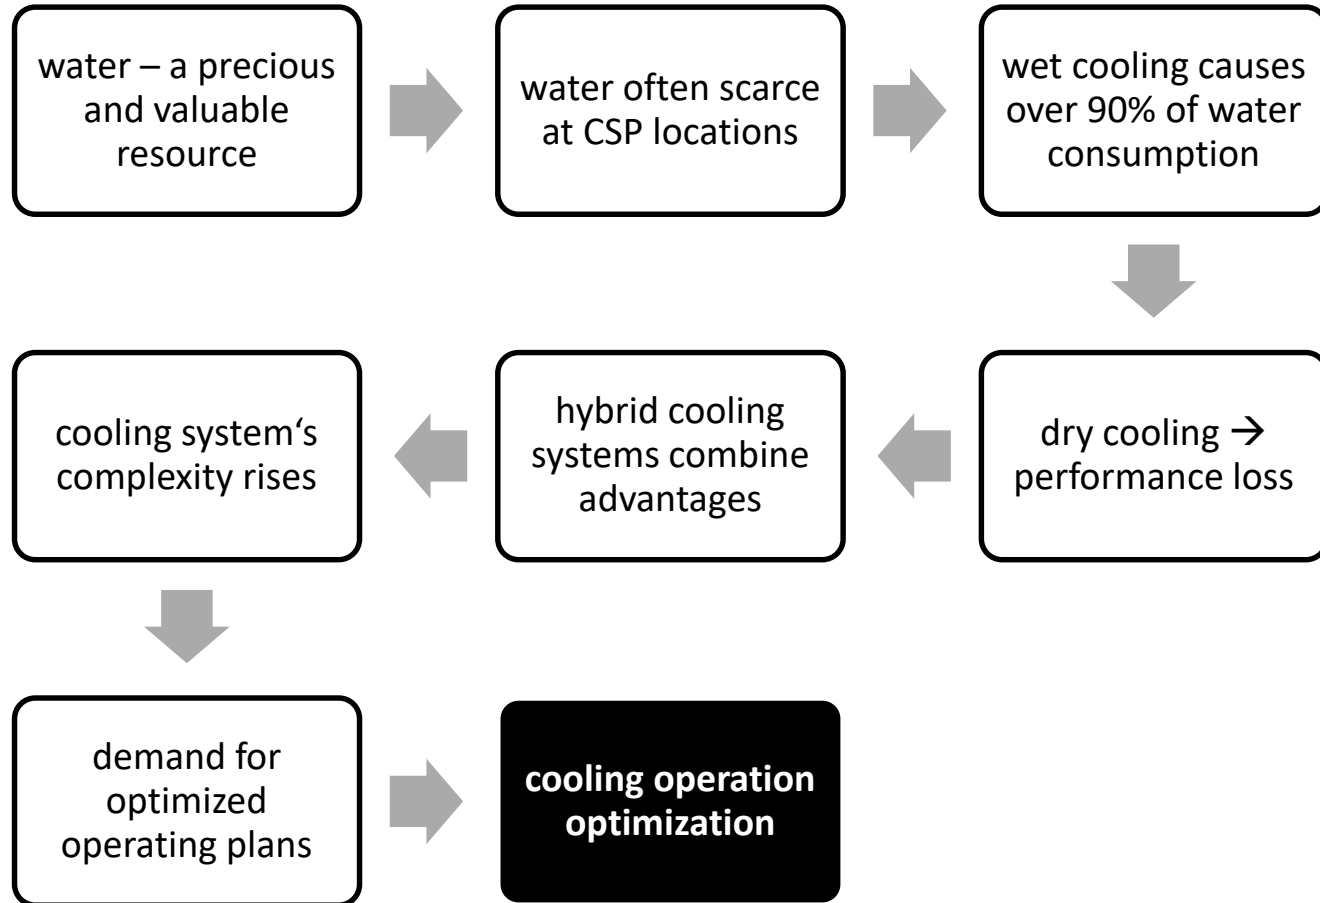 water – a precious
and valuable
resource
water often scarce
at CSP locations
wet cooling causes
over 90% of water
consumption
dry cooling →
performance loss
hybrid cooling
systems combine
advantages
cooling system‘s
complexity rises
demand for
optimized
operating plans
cooling operation
optimization